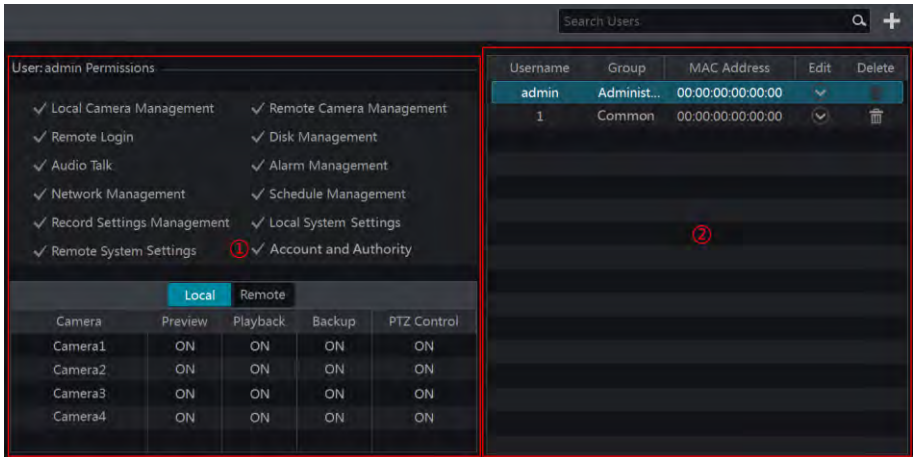 Search Users
User:admin Permissions
✓ Local Camera Management ✓ Remote Camera Management
✓ Remote Login ✓ Disk Management
✓ Audio Talk ✓ Alarm Management
✓ Network Management ✓ Schedule Management
✓ Record Settings Management ✓ Local System Settings
✓ Remote System Settings ① ✓ Account and Authority
Local Remote
Camera Preview Playback Backup PTZ Control
Camera1 ON ON ON ON
Camera2 ON ON ON ON
Camera3 ON ON ON ON
Camera4 ON ON ON ON
Username Group MAC Address Edit Delete
admin Administ... 00:00:00:00:00:00
1 Common 00:00:00:00:00:00
②